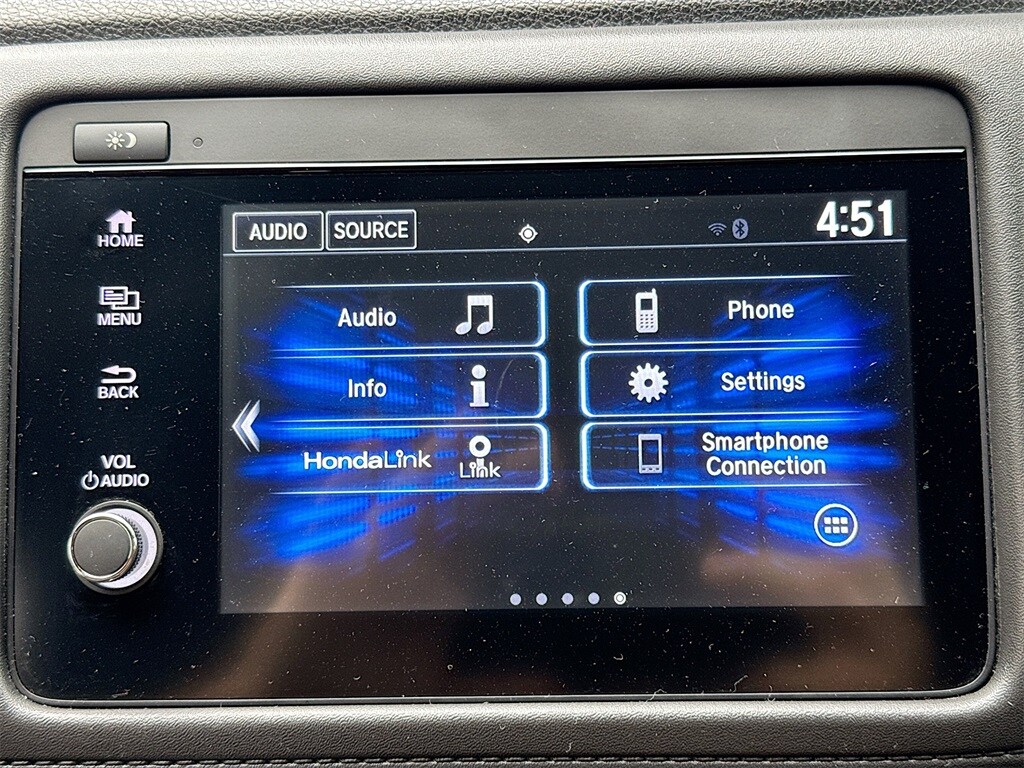 HOME
MENU
BACK
VOL
AUDIO
AUDIO SOURCE
4:51
Audio
Phone
Info
Settings
HondaLink
Link
Smartphone
Connection